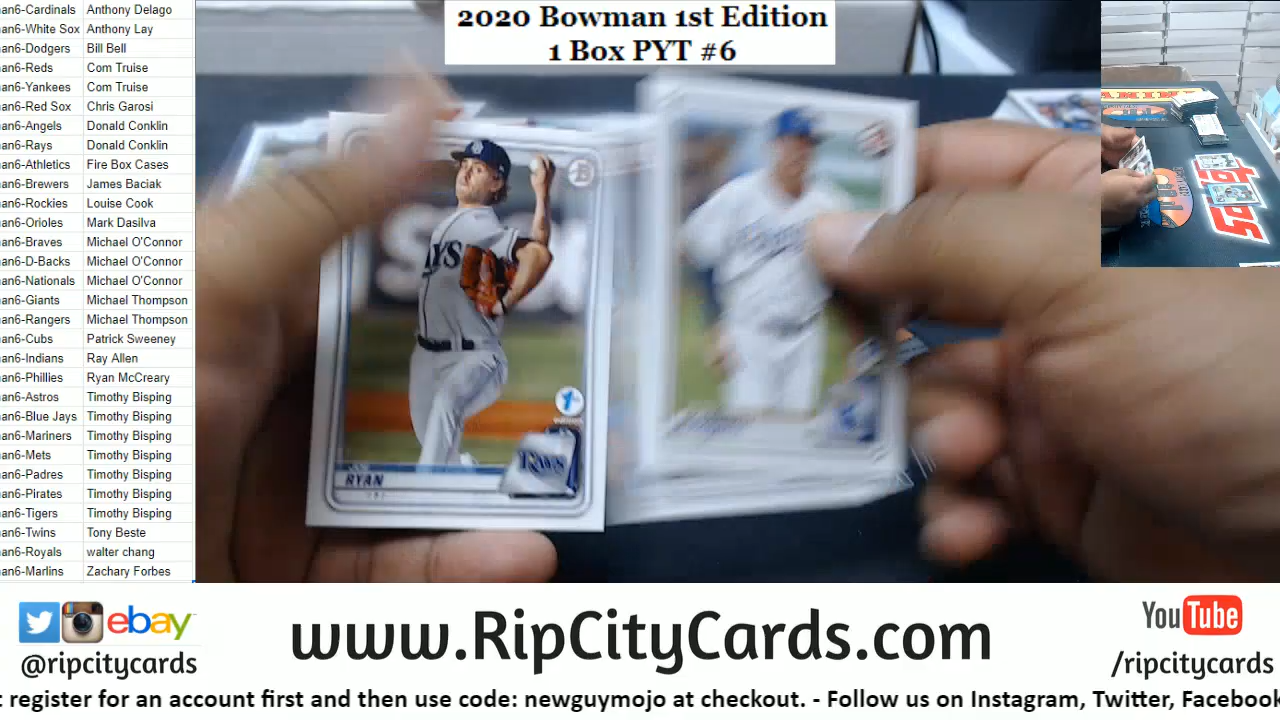 2020 Bowman 1st Edition
1 Box PYT #6
an6-Cardinals Anthony Delago
an6-White Sox Anthony Lay
an6-Dodgers Bill Bell
an6-Reds Com Truise
an6-Yankees Com Truise
an6-Red Sox Chris Garosi
an6-Angels Donald Conklin
an6-Rays Donald Conklin
an6-Athletics Fire Box Cases
an6-Brewers James Baciak
an6-Rockies Louise Cook
an6-Orioles Mark Dasilva
an6-Braves Michael O'Connor
an6-D-Backs Michael O'Connor
an6-Nationals Michael O'Connor
an6-Giants Michael Thompson
an6-Rangers Michael Thompson
an6-Cubs Patrick Sweeney
an6-Indians Ray Allen
an6-Phillies Ryan McCreary
an6-Astros Timothy Bisping
an6-Blue Jays Timothy Bisping
an6-Mariners Timothy Bisping
an6-Mets Timothy Bisping
an6-Padres Timothy Bisping
an6-Pirates Timothy Bisping
an6-Tigers Timothy Bisping
an6-Twins Tony Beste
an6-Royals walter chang
an6-Marlins Zachary Forbes
AYS
1st
RAYS
RYAN
PANINI
topps
ebay
@ripcitycards
www.RipCityCards.com
YouTube
/ripcitycards
t register for an account first and then use code: newguymojo at checkout. - Follow us on Instagram, Twitter, Facebook